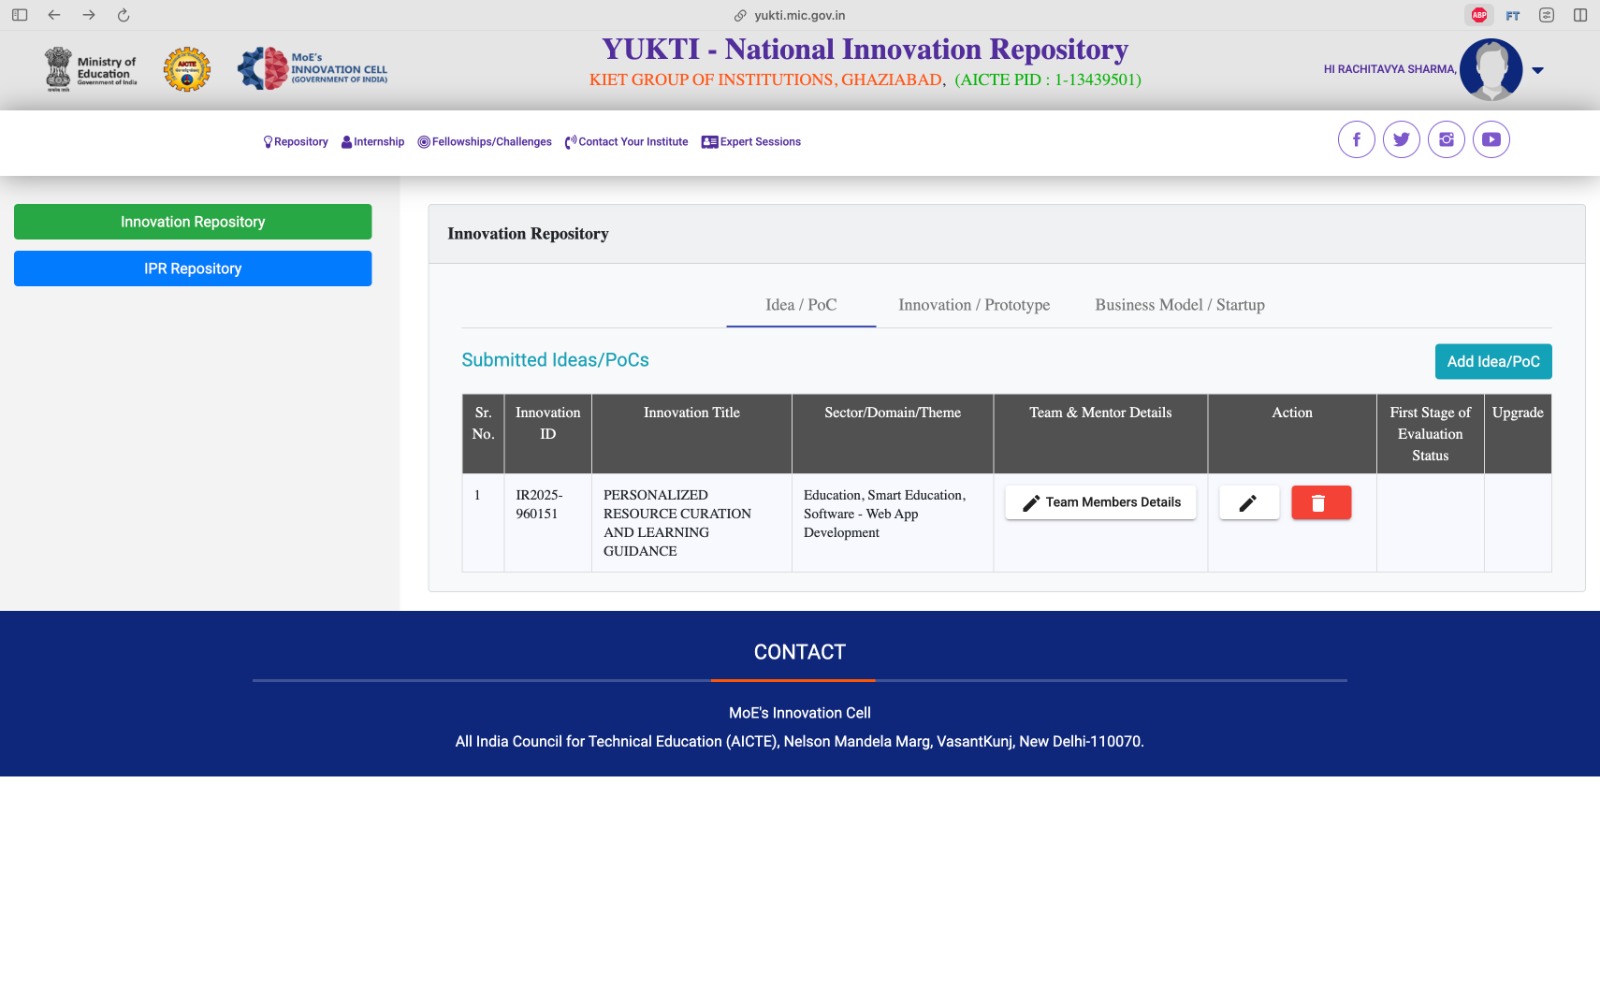 yukti.mic.gov.in
ABP
FT
Ministry of
Education
Government of India
AICTE
MoE's
INNOVATION CELL
(GOVERNMENT OF INDIA)
YUKTI - National Innovation Repository
KIET GROUP OF INSTITUTIONS, GHAZIABAD, (AICTE PID : 1-13439501)
HI RACHITAVYA SHARMA,
Repository Internship Fellowships/Challenges Contact Your Institute Expert Sessions
Innovation Repository
IPR Repository
Innovation Repository
Idea / PoC Innovation / Prototype Business Model / Startup
Submitted Ideas/PoCs
Add Idea/PoC
Sr.
No.
Innovation
ID
Innovation Title
Sector/Domain/Theme
Team & Mentor Details
Action
First Stage of
Evaluation
Status
Upgrade
1
IR2025-
960151
PERSONALIZED
RESOURCE CURATION
AND LEARNING
GUIDANCE
Education, Smart Education,
Software - Web App
Development
Team Members Details
CONTACT
MoE's Innovation Cell
All India Council for Technical Education (AICTE), Nelson Mandela Marg, VasantKunj, New Delhi-110070.